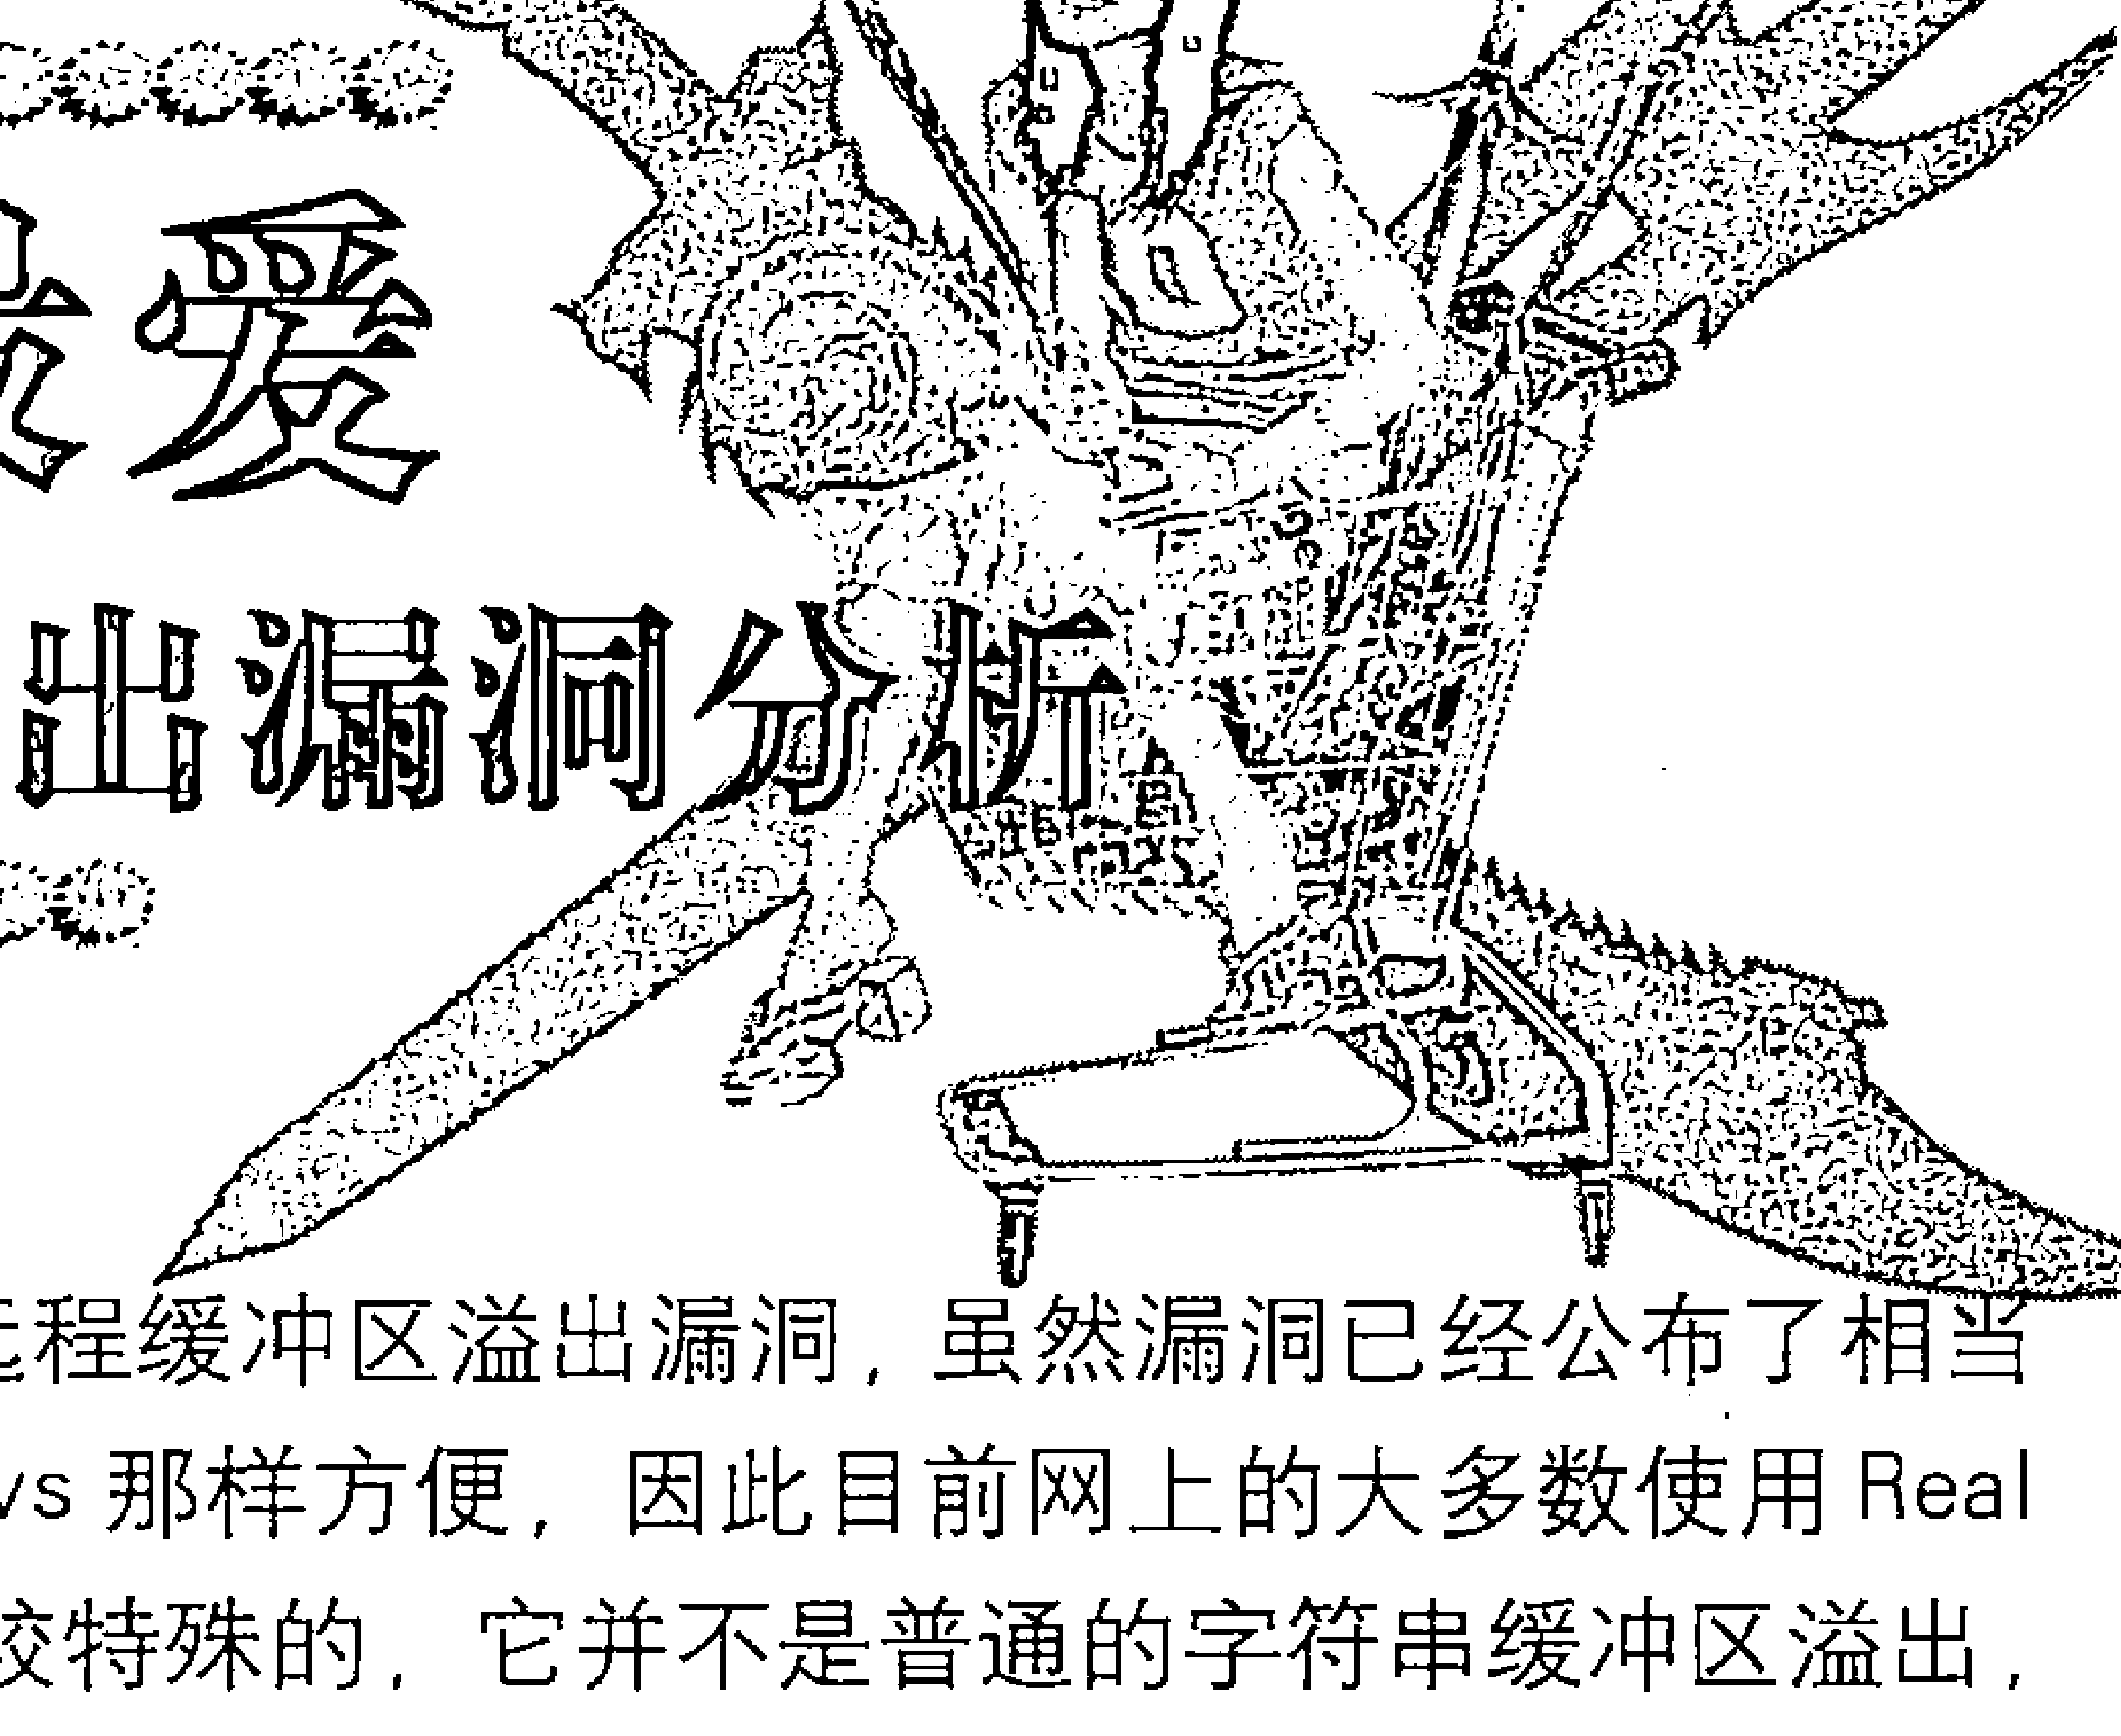 爱
出漏洞分析
程缓冲区溢出漏洞，虽然漏洞已经公布了相当
vs 那样方便，因此目前网上的大多数使用 Real
较特殊的，它并不是普通的字符串缓冲区溢出，